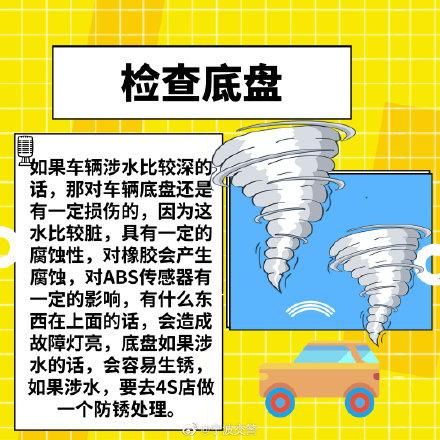 检查底盘
如果车辆涉水比较深的
话，那对车辆底盘还是
有一定损伤的，因为这
水比较脏，具有一定的
腐蚀性，对橡胶会产生
腐蚀，对ABS传感器有
一定的影响，有什么东
西在上面的话，会造成
故障灯亮，底盘如果涉
水的话，会容易生锈，
如果涉水，要去4S店做
一个防锈处理。